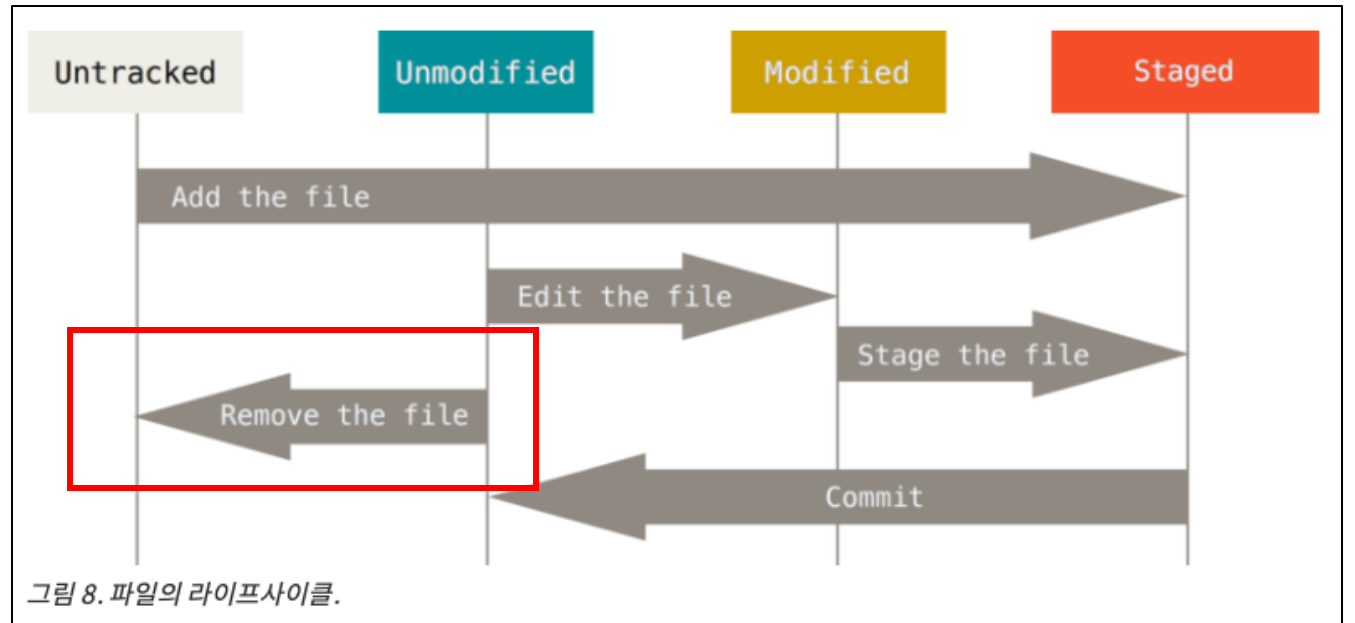 Untracked
Unmodified
Modified
Staged
Add the file
Edit the file
Stage the file
Remove the file
Commit
그림 8. 파일의 라이프사이클.